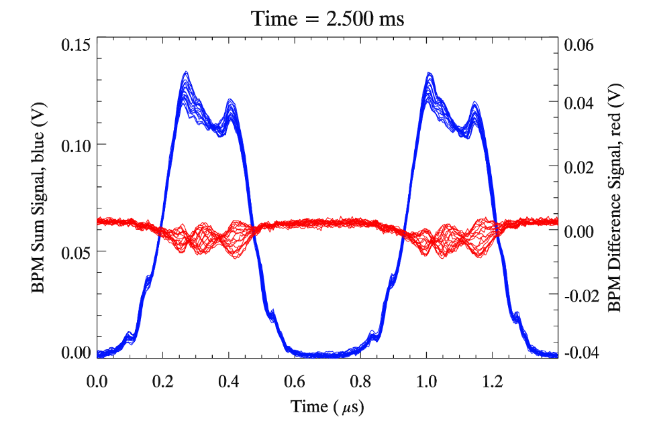 Time = 2.500 ms
BPM Sum Signal, blue (V)
0.15
0.10
0.05
0.00
0.06
0.04
0.02
0.00
-0.02
-0.04
BPM Difference Signal, red (V)
0.0 0.2 0.4 0.6 0.8 1.0 1.2
Time ( μs)